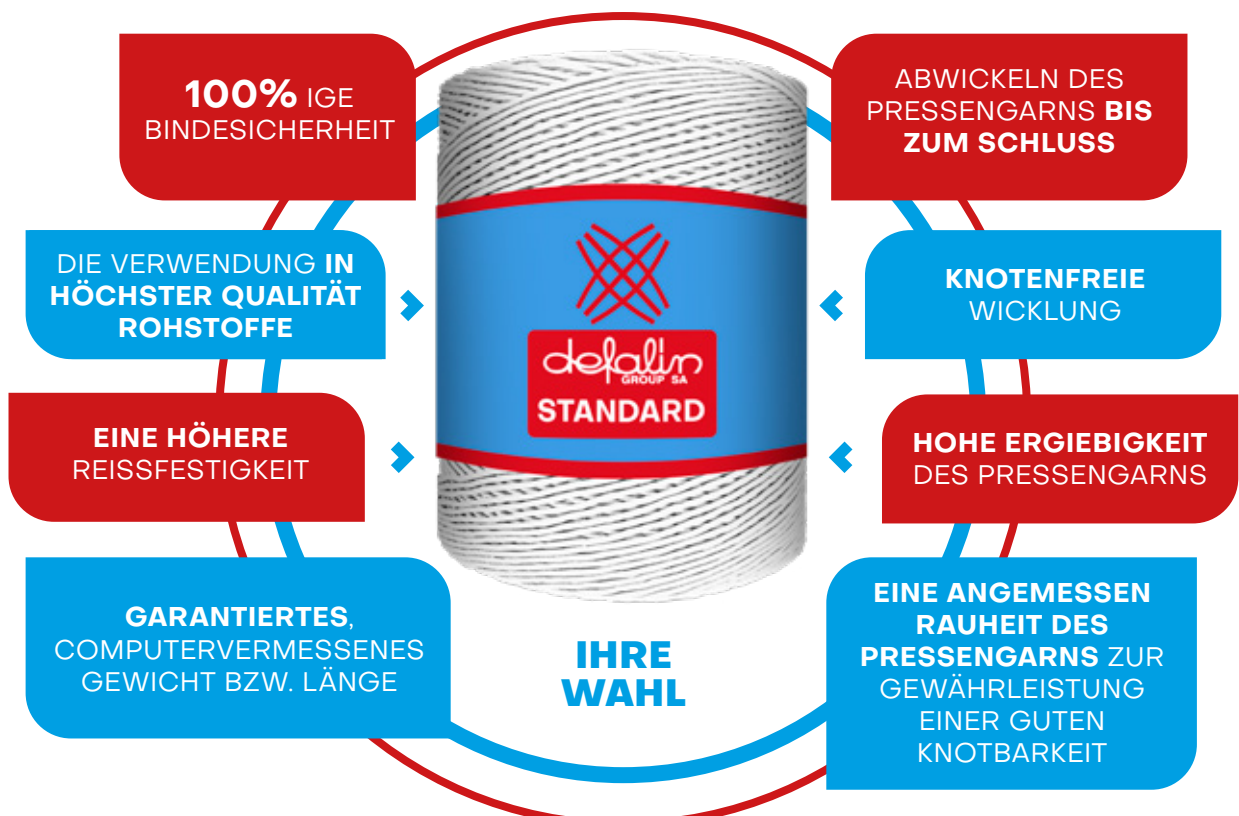 100% IGE
BINDESICHERHEIT
ABWICKELN DES
PRESSENGARNS BIS
ZUM SCHLUSS
DIE VERWENDUNG IN
HÖCHSTER QUALITÄT
ROHSTOFFE
KNOTENFREIE
WICKLUNG
defalin
GROUP SA
STANDARD
EINE HÖHERE
REISSFESTIGKEIT
HOHE ERGIEBIGKEIT
DES PRESSENGARNS
GARANTIERTES,
COMPUTERVERMESSENES
GEWICHT BZW. LÄNGE
IHRE
WAHL
EINE ANGEMESSEN
RAUHEIT DES
PRESSENGARNS ZUR
GEWÄHRLEISTUNG
EINER GUTEN
KNOTBARKEIT